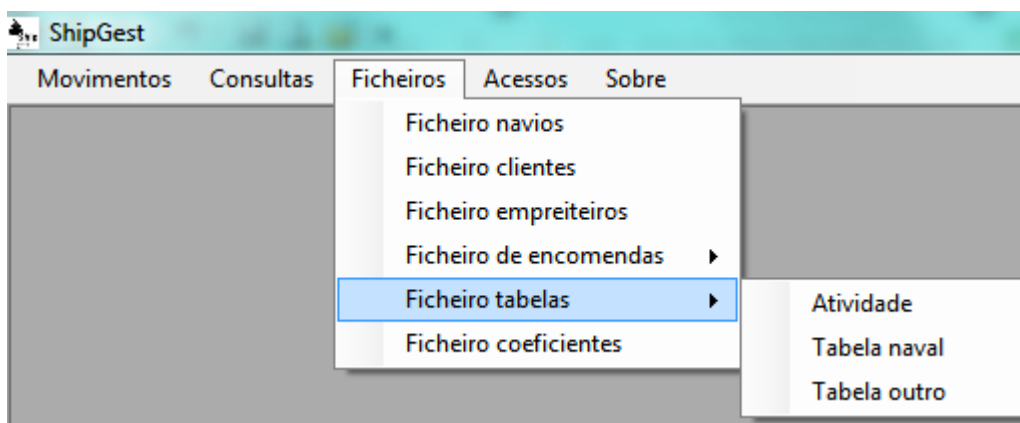 ShipGest
Movimentos Consultas Ficheiros Acessos Sobre
Ficheiro navios
Ficheiro clientes
Ficheiro empreiteiros
Ficheiro de encomendas
Ficheiro tabelas
Ficheiro coeficientes
Atividade
Tabela naval
Tabela outro